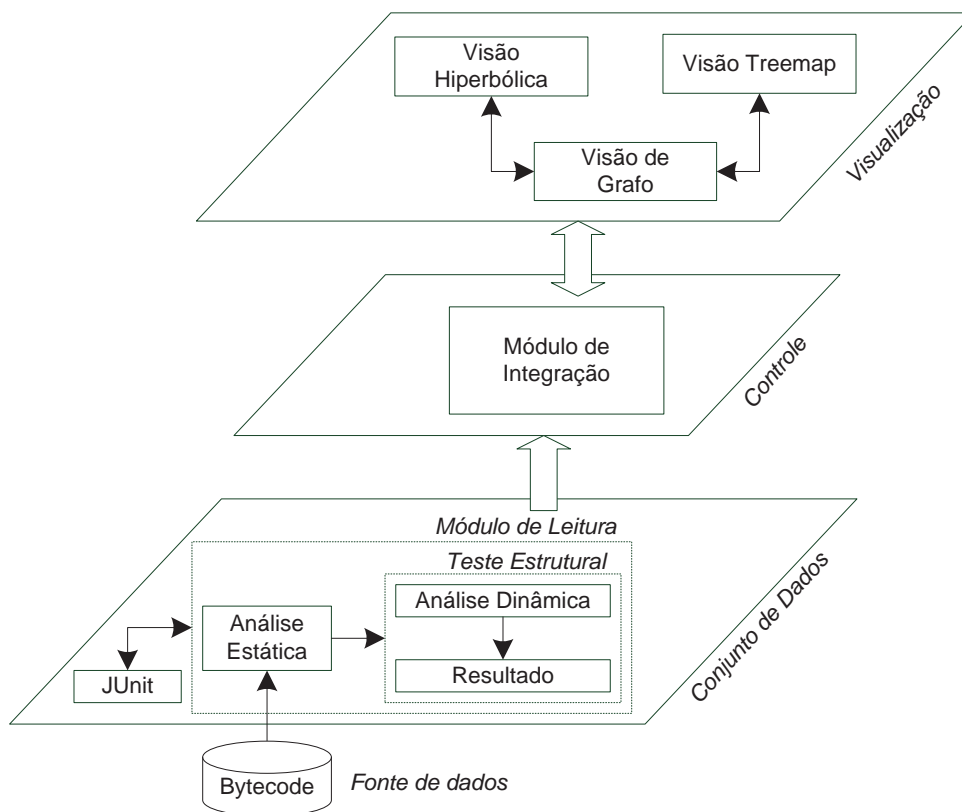 Visão
Hiperbólica
Visão Treemap
Visão de
Grafo
Visualização
Módulo de
Integração
Controle
Módulo de Leitura
Teste Estrutural
Análise Dinâmica
Análise
Estática
Resultado
JUnit
Conjunto de Dados
Bytecode
Fonte de dados